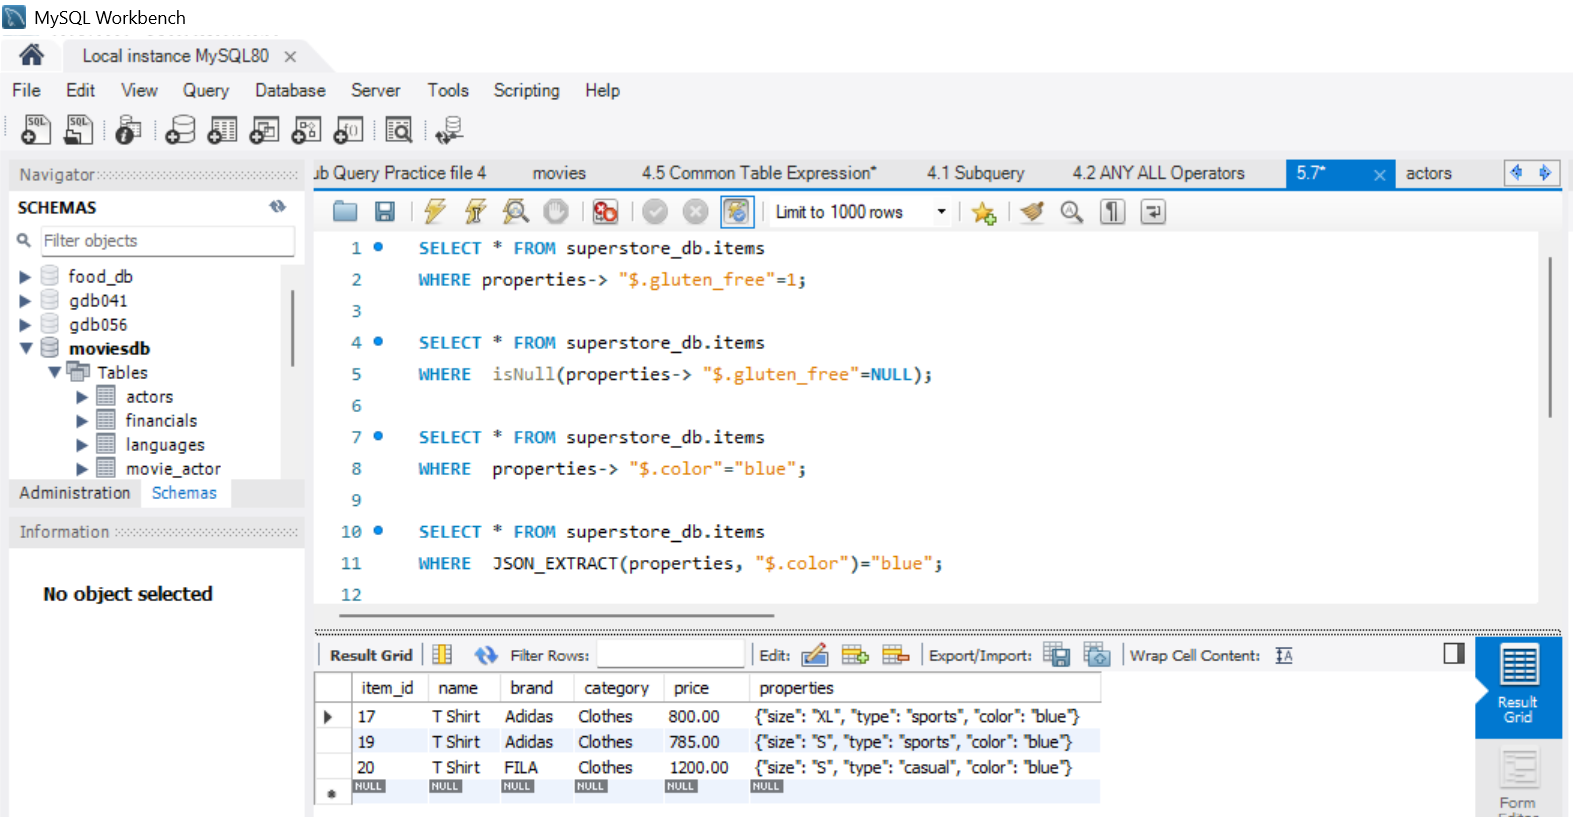 MySQL Workbench
Local instance MySQL80
File Edit View Query Database Server Tools Scripting Help
SQL SQL
Navigator
ub Query Practice file 4 movies 4.5 Common Table Expression* 4.1 Subquery 4.2 ANY ALL Operators 5.7* actors
SCHEMAS
Limit to 1000 rows
Filter objects
food_db
gdb041
gdb056
moviesdb
Tables
actors
financials
languages
movie_actor
Administration Schemas
Information
No object selected
1 SELECT * FROM superstore_db.items
2 WHERE properties-> "$.gluten_free"=1;
3
4 SELECT * FROM superstore_db.items
5 WHERE isNull(properties-> "$.gluten_free"=NULL);
6
7 SELECT * FROM superstore_db.items
8 WHERE properties-> "$.color"="blue";
9
10 SELECT * FROM superstore_db.items
11 WHERE JSON_EXTRACT(properties, "$.color")="blue";
12
Result Grid Filter Rows: Edit: Export/Import: Wrap Cell Content: IA
item_id name brand category price properties
17 T Shirt Adidas Clothes 800.00 {"size": "XL", "type": "sports", "color": "blue"}
19 T Shirt Adidas Clothes 785.00 {"size": "S", "type": "sports", "color": "blue"}
20 T Shirt FILA Clothes 1200.00 {"size": "S", "type": "casual", "color": "blue"}
NULL NULL NULL NULL NULL NULL
Result
Grid
Form